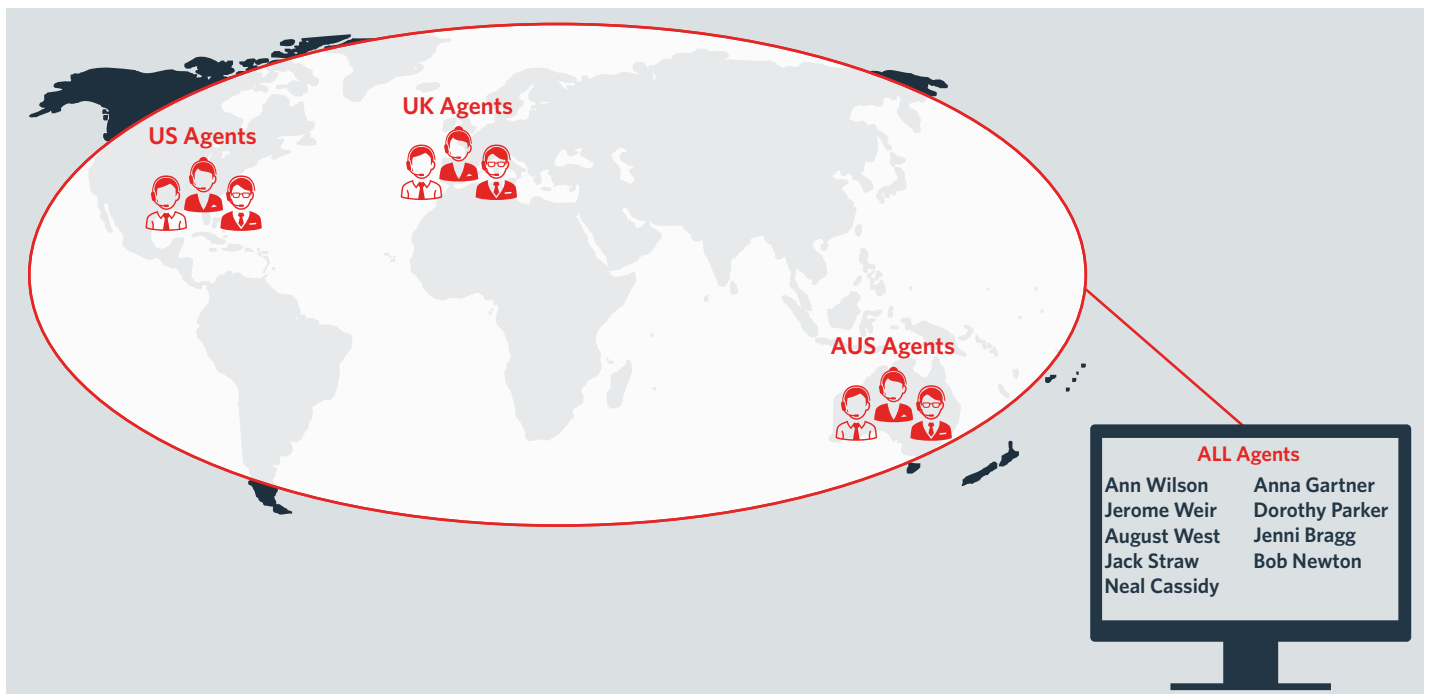 UK Agents
US Agents
AUS Agents
ALL Agents
Ann Wilson
Jerome Weir
August West
Jack Straw
Neal Cassidy
Anna Gartner
Dorothy Parker
Jenni Bragg
Bob Newton